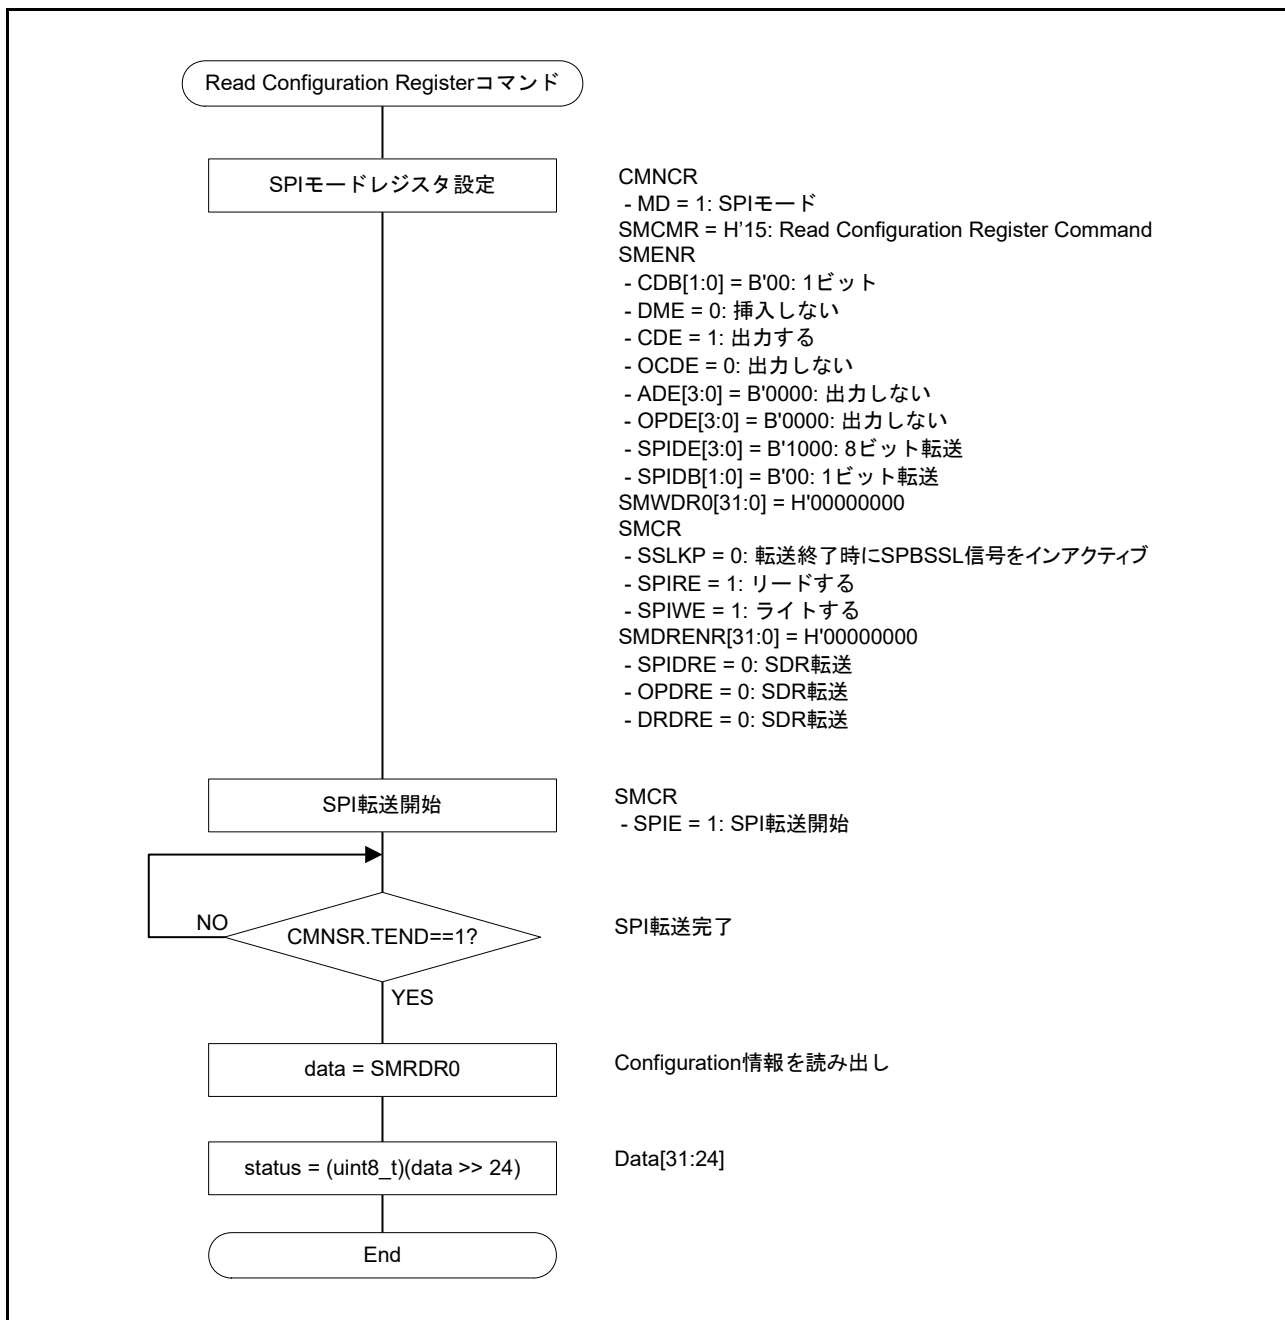 Read Configuration Registerコマンド
SPIモードレジスタ設定
CMNCR
- MD = 1: SPIモード
SMCMR = H’15: Read Configuration Register Command
SMENR
- CDB[1:0] = B'00: 1ビット
- DME = 0: 挿入しない
- CDE = 1: 出力する
- OCDE = 0: 出力しない
- ADE[3:0] = B'0000: 出力しない
- OPDE[3:0] = B'0000: 出力しない
- SPIDE[3:0] = B'1000: 8ビット転送
- SPIDB[1:0] = B'00: 1ビット転送
SMWDR0[31:0] = H'00000000
SMCR
- SSLKP = 0: 転送終了時にSPBSSL信号をインアクティブ
- SPIRE = 1: リードする
- SPIWE = 1: ライトする
SMDRENR[31:0] = H'00000000
- SPIDRE = 0: SDR転送
- OPDRE = 0: SDR転送
- DRDRE = 0: SDR転送
SPI転送開始
SMCR
- SPIE = 1: SPI転送開始
NO
CMNSR.TEND==1?
SPI転送完了
YES
data = SMRDR0
Configuration情報を読み出し
status = (uint8_t)(data >> 24)
Data[31:24]
End